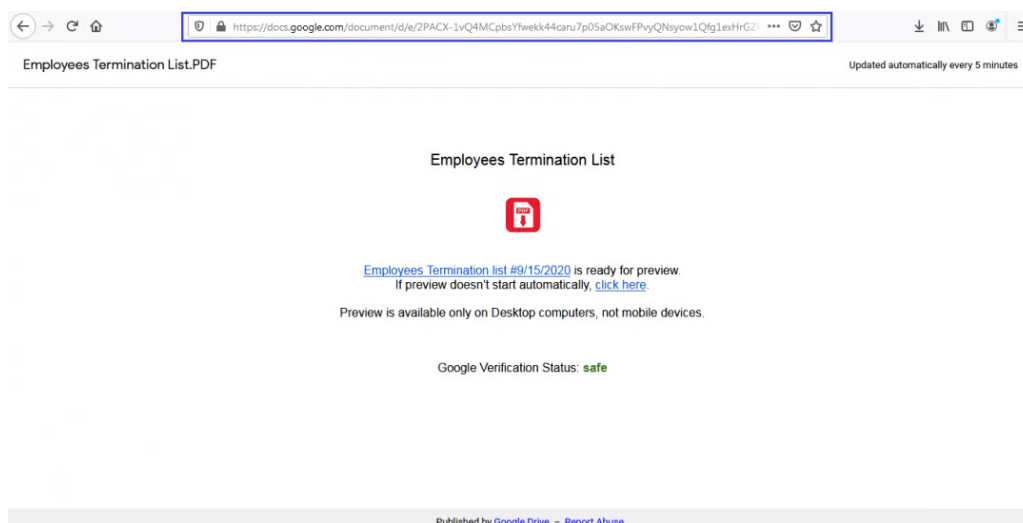 https://docs.google.com/document/d/e/
Employees Termination List.PDF
Updated automatically every 5 minutes
Employees Termination List
PDF
Employees Termination list #9/15/2020 is ready for preview.
If preview doesn't start automatically, click here.
Preview is available only on Desktop computers, not mobile devices.
Google Verification Status: safe
Published by Google Drive – Report Abuse